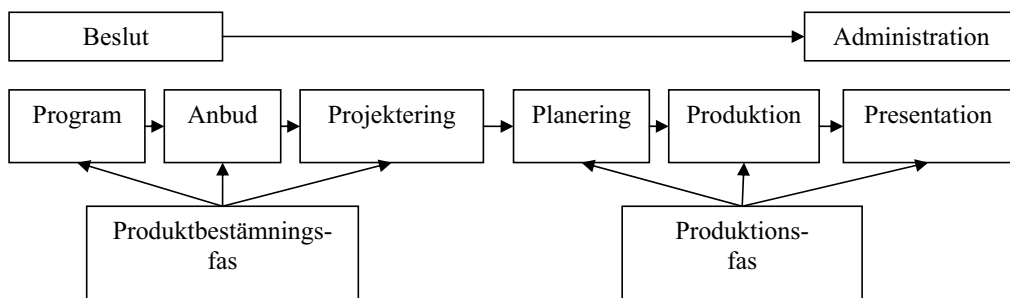 Beslut
Administration
Program
Anbud
Projektering
Planering
Produktion
Presentation
Produktbestämnings-
fas
Produktions-
fas